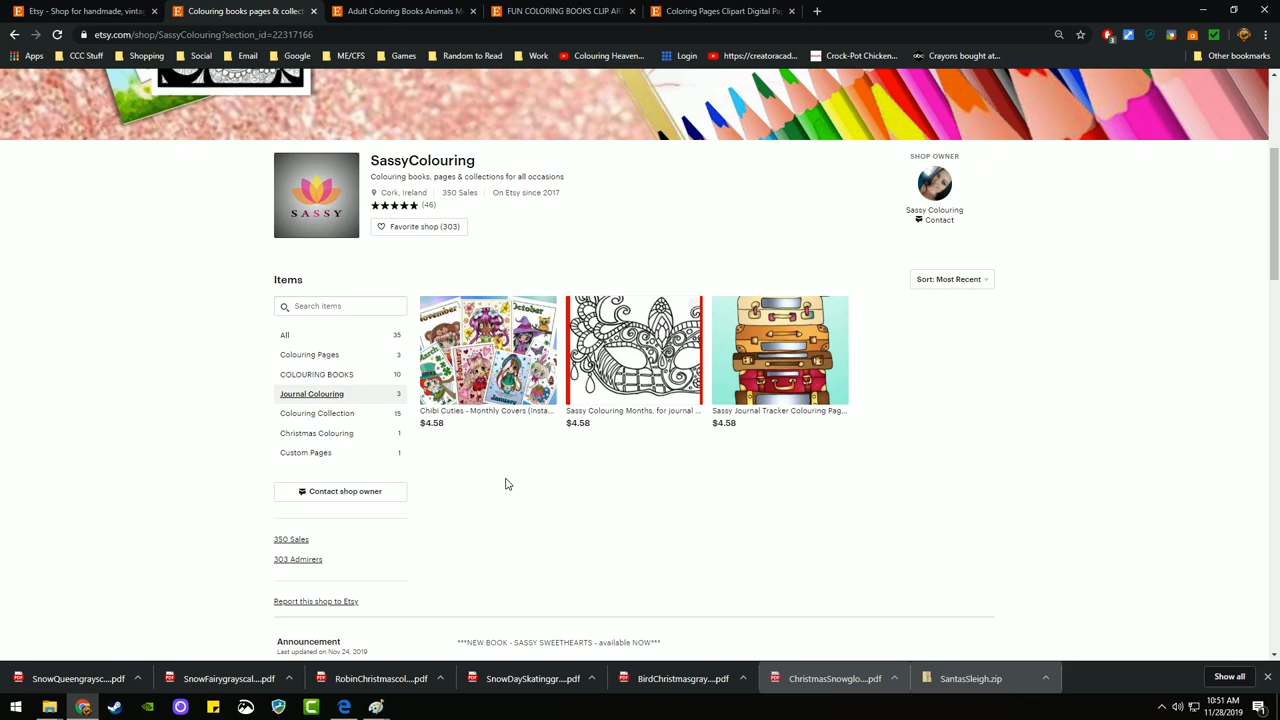 Etsy - Shop for handmade, vintag
Colouring books pages & collecti
Adult Coloring Books Animals M
FUN COLORING BOOKS CLIP ART
Coloring Pages Clipart Digital Pa
etsy.com/shop/SassyColouring?section_id=22317166
Apps
CCC Stuff
Shopping
Social
Email
Google
ME/CFS
Games
Random to Read
Work
Colouring Heaven...
Login
https://creatoracad...
Crock-Pot Chicken...
Crayons bought at...
Other bookmarks
SassyColouring
Colouring books, pages & collections for all occasions
Cork, Ireland 350 Sales On Etsy since 2017
(46)
Favorite shop (303)
SASSY
SHOP OWNER
Sassy Colouring
Contact
Items
Sort: Most Recent
Search items
All 35
Colouring Pages 3
COLOURING BOOKS 10
Journal Colouring 3
Colouring Collection 15
Christmas Colouring 1
Custom Pages 1
November
October
March
January
Chibi Cuties - Monthly Covers (Insta...
$4.58
Sassy Colouring Months, for journal ...
$4.58
Sassy Journal Tracker Colouring Pag...
$4.58
Contact shop owner
350 Sales
303 Admirers
Report this shop to Etsy
Announcement
Last updated on Nov 24, 2019
***NEW BOOK - SASSY SWEETHEARTS - available NOW***
SnowQueengraysc....pdf
SnowFairygrayscal....pdf
RobinChristmascol....pdf
SnowDaySkatinggr....pdf
BirdChristmasgray....pdf
ChristmasSnowglo....pdf
SantasSleigh.zip
Show all
10:51 AM
11/28/2019